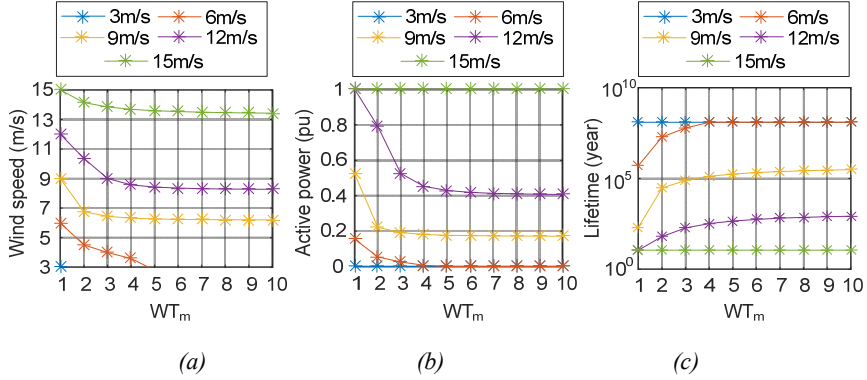 3m/s 6m/s
9m/s 12m/s
15m/s
Wind speed (m/s)
15
13
11
9
7
5
3
1 2 3 4 5 6 7 8 9 10
WTm
(a)
3m/s 6m/s
9m/s 12m/s
15m/s
Active power (pu)
1
0.8
0.6
0.4
0.2
0
1 2 3 4 5 6 7 8 9 10
WTm
(b)
3m/s 6m/s
9m/s 12m/s
15m/s
Lifetime (year)
10^10
10^5
10^0
1 2 3 4 5 6 7 8 9 10
WTm
(c)